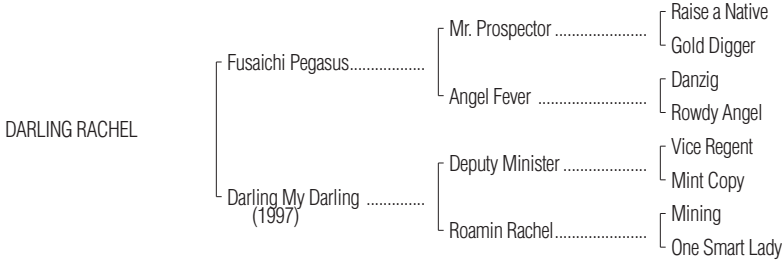 Raise a Native
Mr. Prospector ......................
Gold Digger
Fusaichi Pegasus..................
Danzig
Angel Fever ..........................
Rowdy Angel
DARLING RACHEL
Vice Regent
Deputy Minister ....................
Mint Copy
Darling My Darling ..............
(1997)
Mining
Roamin Rachel......................
One Smart Lady